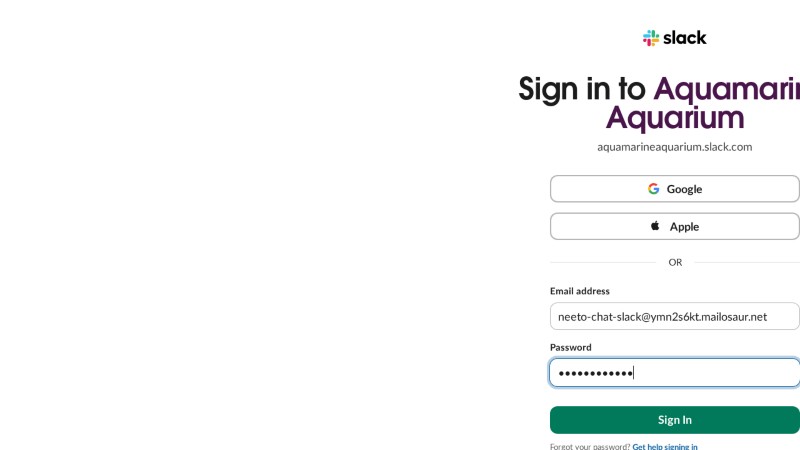 slack
Sign in to
Aquarium
aquamarineaquarium.slack.com
Google
Apple
OR
Email address
neeto-chat-slack@ymn2s6kt.mailosaur.net
Password
••••••••••••
Sign In
Forgot your password? Get help signing in